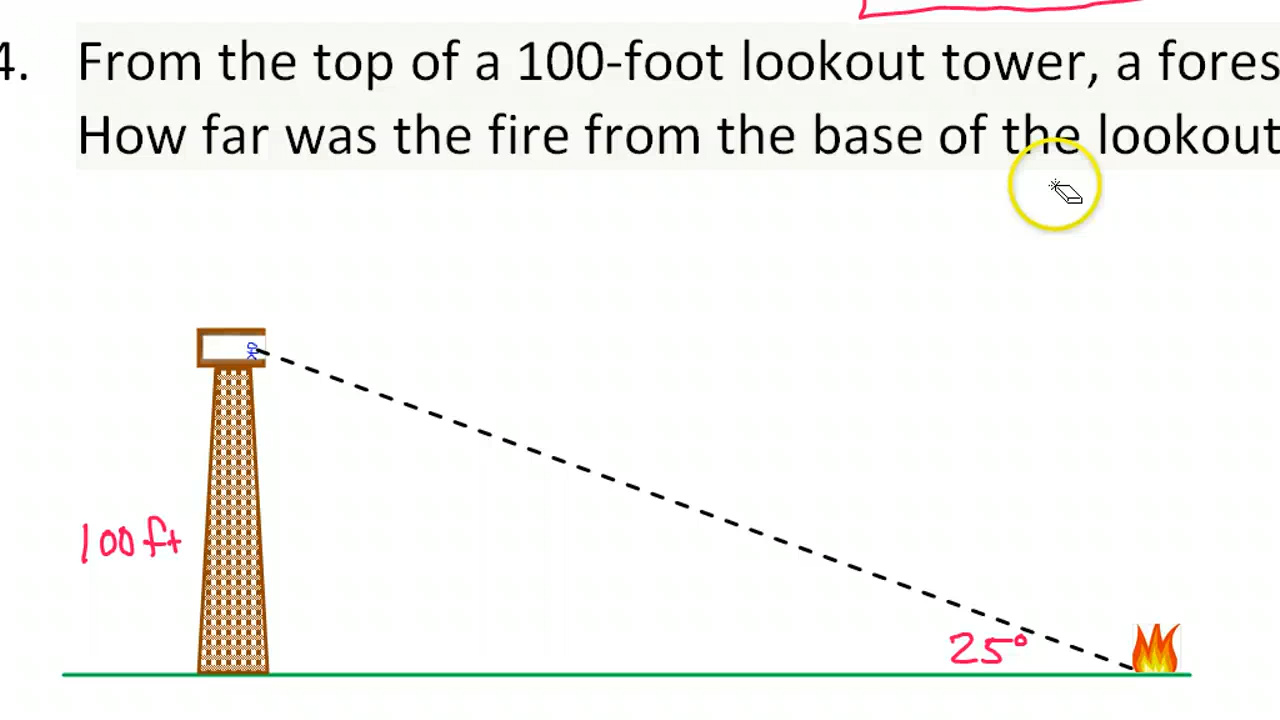 4. From the top of a 100-foot lookout tower, a fores
How far was the fire from the base of the lookout
100 ft
25°